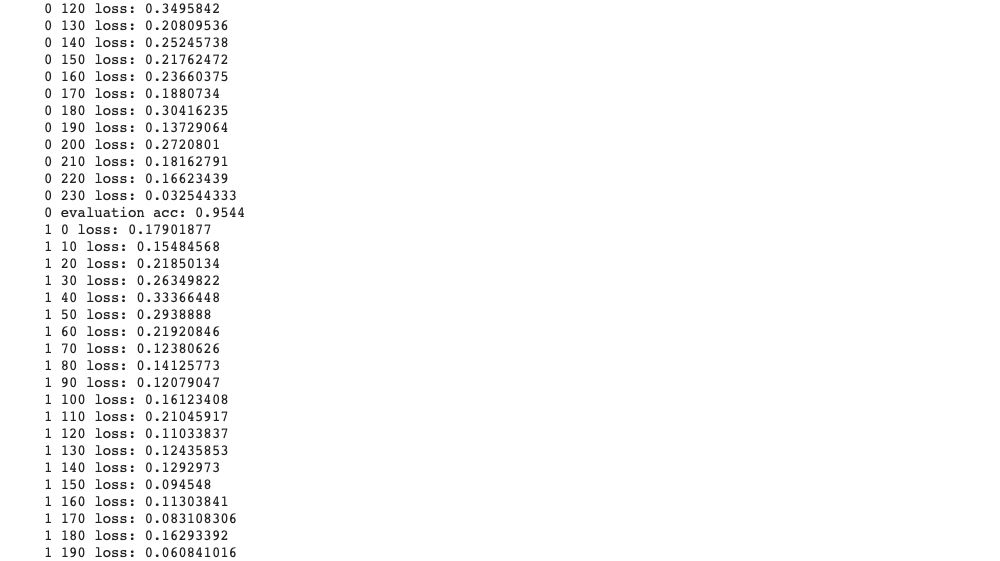 0 120 loss: 0.3495842
0 130 loss: 0.20809536
0 140 loss: 0.25245738
0 150 loss: 0.21762472
0 160 loss: 0.23660375
0 170 loss: 0.1880734
0 180 loss: 0.30416235
0 190 loss: 0.13729064
0 200 loss: 0.2720801
0 210 loss: 0.18162791
0 220 loss: 0.16623439
0 230 loss: 0.032544333
0 evaluation acc: 0.9544
1 0 loss: 0.17901877
1 10 loss: 0.15484568
1 20 loss: 0.21850134
1 30 loss: 0.26349822
1 40 loss: 0.33366448
1 50 loss: 0.2938888
1 60 loss: 0.21920846
1 70 loss: 0.12380626
1 80 loss: 0.14125773
1 90 loss: 0.12079047
1 100 loss: 0.16123408
1 110 loss: 0.21045917
1 120 loss: 0.11033837
1 130 loss: 0.12435853
1 140 loss: 0.1292973
1 150 loss: 0.094548
1 160 loss: 0.11303841
1 170 loss: 0.083108306
1 180 loss: 0.16293392
1 190 loss: 0.060841016